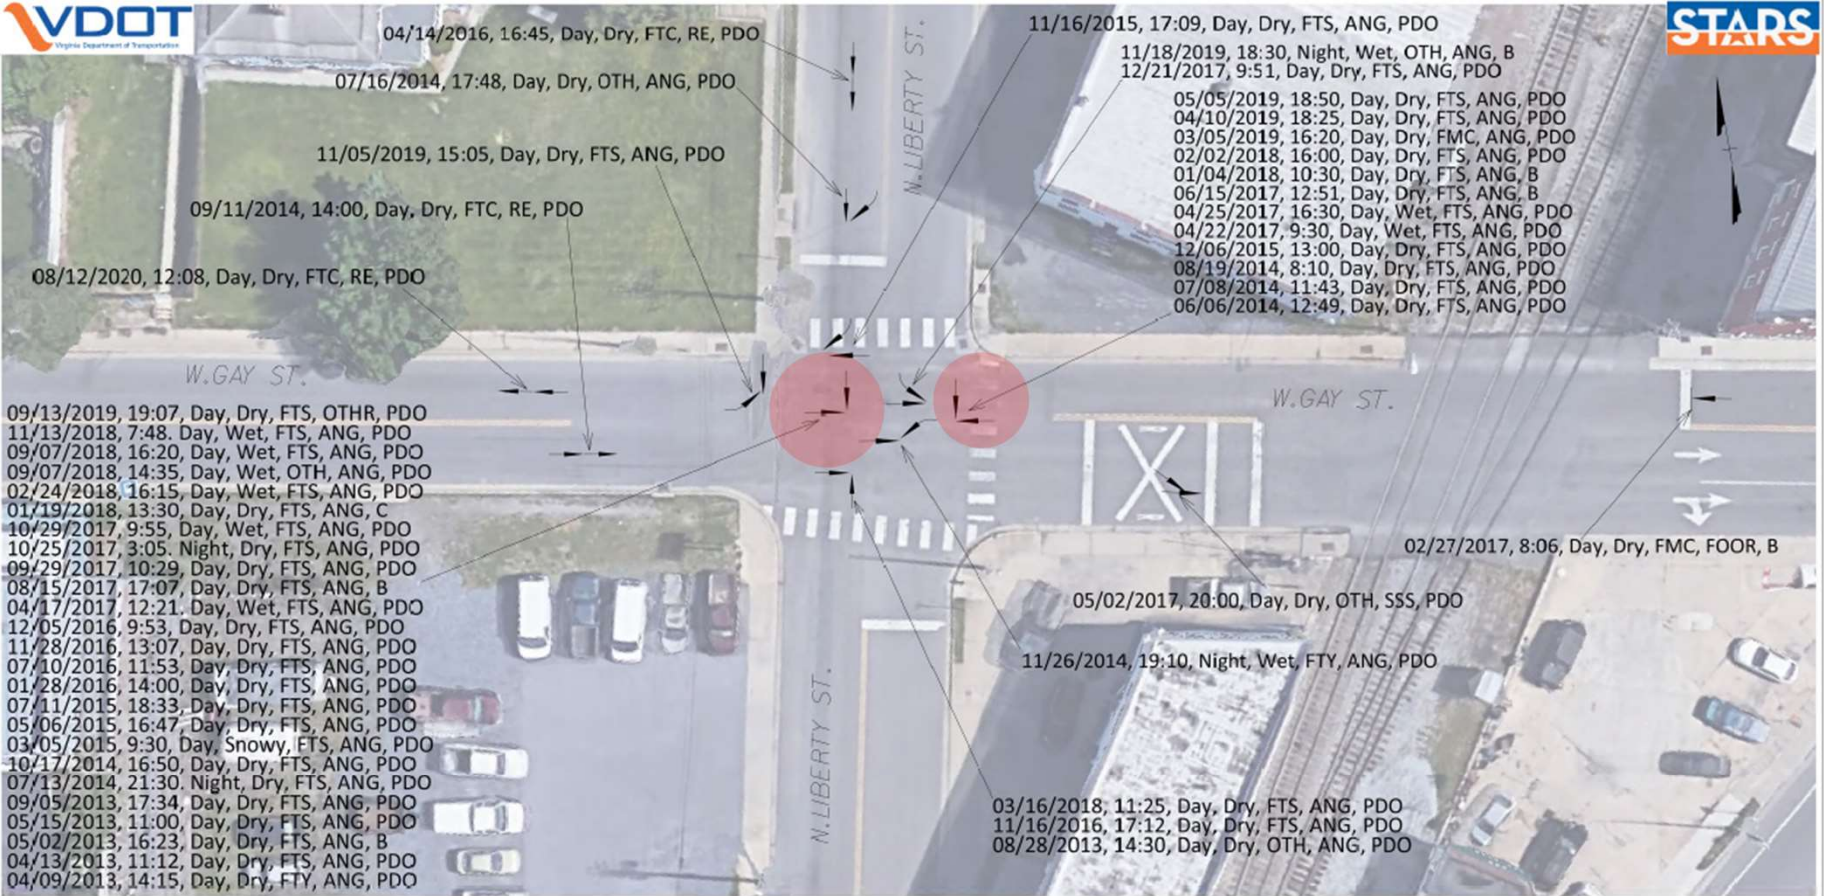 VDOT
Virginia Department of Transportation
STARS
04/14/2016, 16:45, Day, Dry, FTC, RE, PDO
07/16/2014, 17:48, Day, Dry, OTH, ANG, PDO
11/05/2019, 15:05, Day, Dry, FTS, ANG, PDO
09/11/2014, 14:00, Day, Dry, FTC, RE, PDO
08/12/2020, 12:08, Day, Dry, FTC, RE, PDO
N.LIBERTY ST.
11/16/2015, 17:09, Day, Dry, FTS, ANG, PDO
11/18/2019, 18:30, Night, Wet, OTH, ANG, B
12/21/2017, 9:51, Day, Dry, FTS, ANG, PDO
05/05/2019, 18:50, Day, Dry, FTS, ANG, PDO
04/10/2019, 18:25, Day, Dry, FTS, ANG, PDO
03/05/2019, 16:20, Day, Dry, FMC, ANG, PDO
02/02/2018, 16:00, Day, Dry, FTS, ANG, PDO
01/04/2018, 10:30, Day, Dry, FTS, ANG, B
06/15/2017, 12:51, Day, Dry, FTS, ANG, B
04/25/2017, 16:30, Day, Wet, FTS, ANG, PDO
04/22/2017, 9:30, Day, Wet, FTS, ANG, PDO
12/06/2015, 13:00, Day, Dry, FTS, ANG, PDO
08/19/2014, 8:10, Day, Dry, FTS, ANG, PDO
07/08/2014, 11:43, Day, Dry, FTS, ANG, PDO
06/06/2014, 12:49, Day, Dry, FTS, ANG, PDO
W.GAY ST.
W.GAY ST.
09/13/2019, 19:07, Day, Dry, FTS, OTHR, PDO
11/13/2018, 7:48. Day, Wet, FTS, ANG, PDO
09/07/2018, 16:20, Day, Wet, FTS, ANG, PDO
09/07/2018, 14:35, Day, Wet, OTH, ANG, PDO
02/24/2018, 16:15, Day, Wet, FTS, ANG, PDO
01/19/2018, 13:30, Day, Dry, FTS, ANG, C
10/29/2017, 9:55, Day, Wet, FTS, ANG, PDO
10/25/2017, 3:05. Night, Dry, FTS, ANG, PDO
09/29/2017, 10:29, Day, Dry, FTS, ANG, PDO
08/15/2017, 17:07, Day, Dry, FTS, ANG, B
04/17/2017, 12:21. Day, Wet, FTS, ANG, PDO
12/05/2016, 9:53, Day, Dry, FTS, ANG, PDO
11/28/2016, 13:07, Day, Dry, FTS, ANG, PDO
07/10/2016, 11:53, Day, Dry, FTS, ANG, PDO
01/28/2016, 14:00, Day, Dry, FTS, ANG, PDO
07/11/2015, 18:33, Day, Dry, FTS, ANG, PDO
05/06/2015, 16:47, Day, Dry, FTS, ANG, PDO
03/05/2015, 9:30, Day, Snowy, FTS, ANG, PDO
10/17/2014, 16:50, Day, Dry, FTS, ANG, PDO
07/13/2014, 21:30. Night, Dry, FTS, ANG, PDO
09/05/2013, 17:34, Day, Dry, FTS, ANG, PDO
05/15/2013, 11:00, Day, Dry, FTS, ANG, PDO
05/02/2013, 16:23, Day, Dry, FTS, ANG, B
04/13/2013, 11:12, Day, Dry, FTS, ANG, PDO
04/09/2013, 14:15, Day, Dry, FTY, ANG, PDO
02/27/2017, 8:06, Day, Dry, FMC, FOOR, B
05/02/2017, 20:00, Day, Dry, OTH, SSS, PDO
11/26/2014, 19:10, Night, Wet, FTY, ANG, PDO
N.LIBERTY ST.
03/16/2018, 11:25, Day, Dry, FTS, ANG, PDO
11/16/2016, 17:12, Day, Dry, FTS, ANG, PDO
08/28/2013, 14:30, Day, Dry, OTH, ANG, PDO